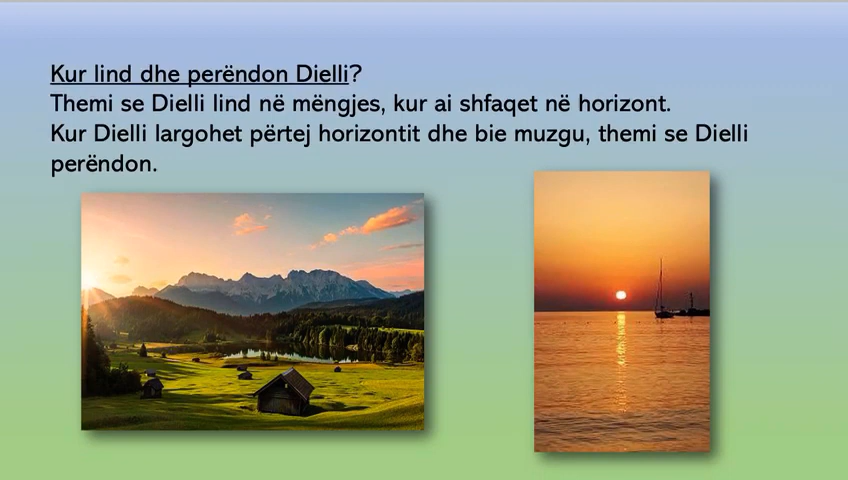 Kur lind dhe perëndon Dielli?
Themi se Dielli lind në mëngjes, kur ai shfaqet në horizont.
Kur Dielli largohet përtej horizontit dhe bie muzgu, themi se Dielli
perëndon.